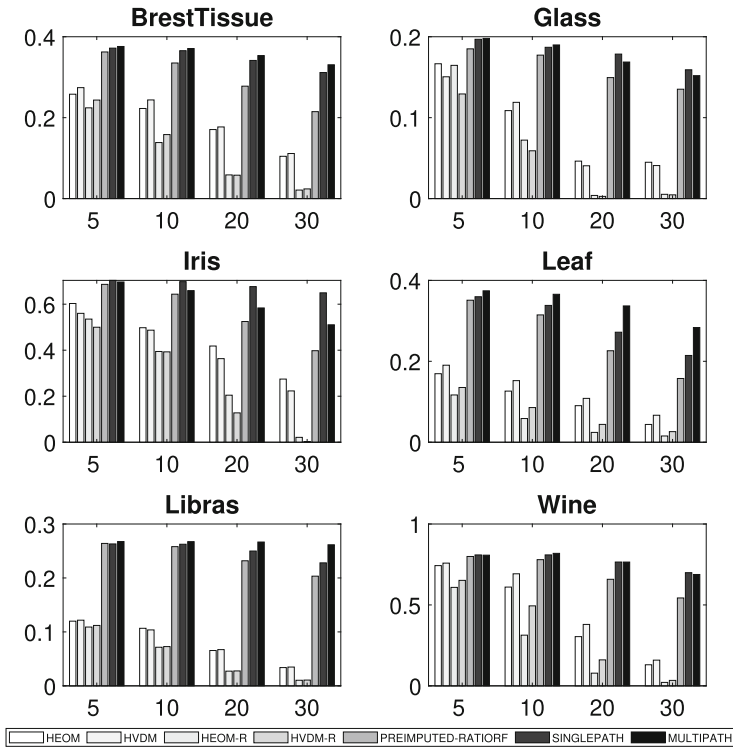 BrestTissue
Glass
0.4
0.2
0
5 10 20 30
0.2
0.1
0
5 10 20 30
Iris
Leaf
0.6
0.4
0.2
0
5 10 20 30
0.4
0.2
0
5 10 20 30
Libras
Wine
0.3
0.2
0.1
0
5 10 20 30
1
0.5
0
5 10 20 30
HEOM HVDM HEOM-R HVDM-R PREIMPUTED-RATIORF SINGLEPATH MULTIPATH